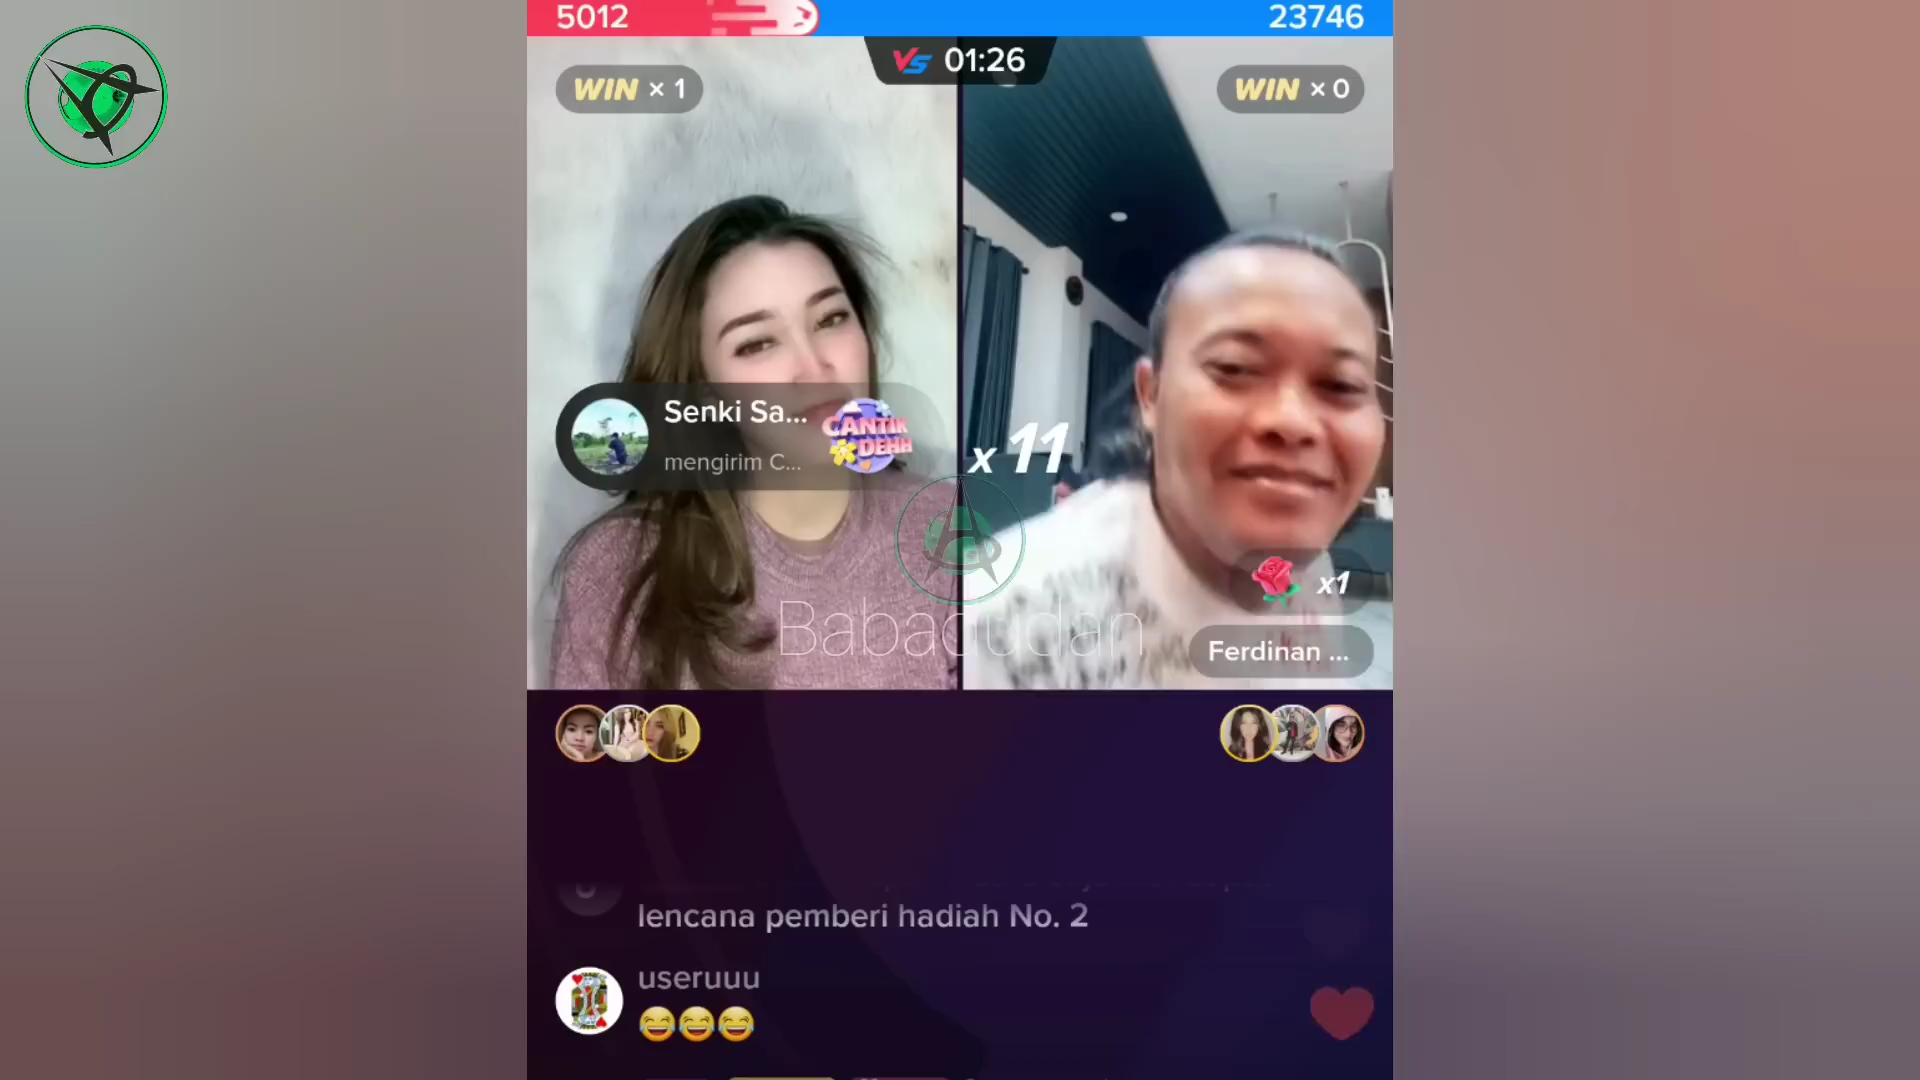 5012
23746
VS 01:26
WIN × 1
WIN × 0
Senki Sa...
mengirim C...
CANTIK
DEHH
x 11
x1
Babadudan
Ferdinan ...
lencana pemberi hadiah No. 2
useruuu
😂😂😂